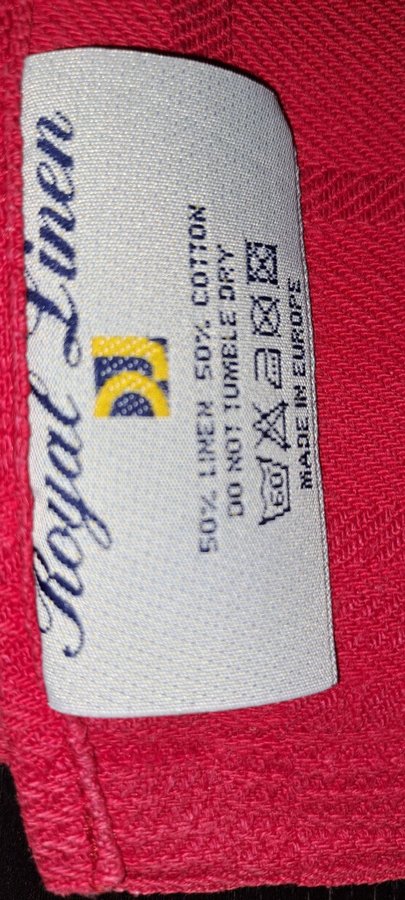 Royal Linen
50% LINEN 50% COTTON
DO NOT TUMBLE DRY
60
MADE IN EUROPE